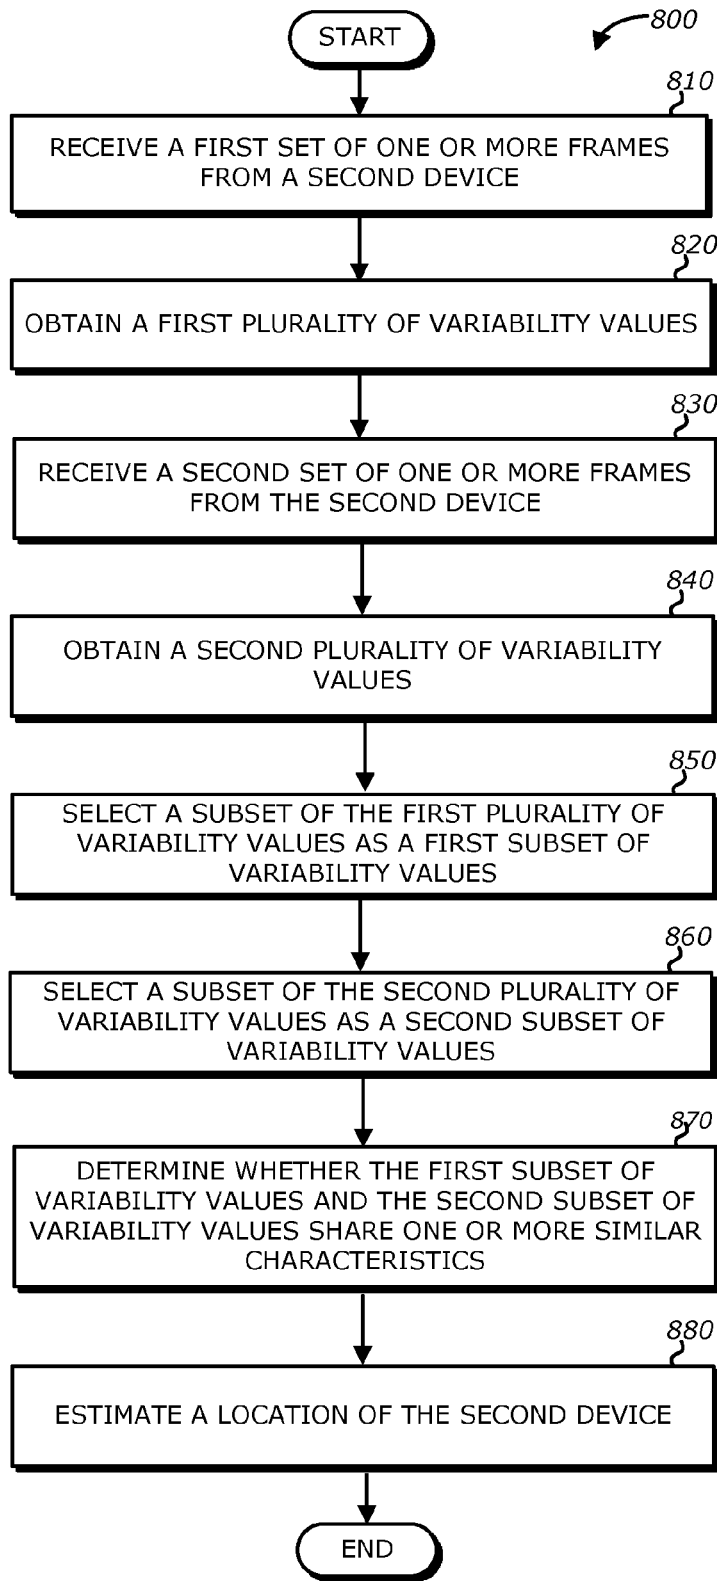 START
800
810
RECEIVE A FIRST SET OF ONE OR MORE FRAMES
FROM A SECOND DEVICE
820
OBTAIN A FIRST PLURALITY OF VARIABILITY VALUES
830
RECEIVE A SECOND SET OF ONE OR MORE FRAMES
FROM THE SECOND DEVICE
840
OBTAIN A SECOND PLURALITY OF VARIABILITY
VALUES
850
SELECT A SUBSET OF THE FIRST PLURALITY OF
VARIABILITY VALUES AS A FIRST SUBSET OF
VARIABILITY VALUES
860
SELECT A SUBSET OF THE SECOND PLURALITY OF
VARIABILITY VALUES AS A SECOND SUBSET OF
VARIABILITY VALUES
870
DETERMINE WHETHER THE FIRST SUBSET OF
VARIABILITY VALUES AND THE SECOND SUBSET OF
VARIABILITY VALUES SHARE ONE OR MORE SIMILAR
CHARACTERISTICS
880
ESTIMATE A LOCATION OF THE SECOND DEVICE
END